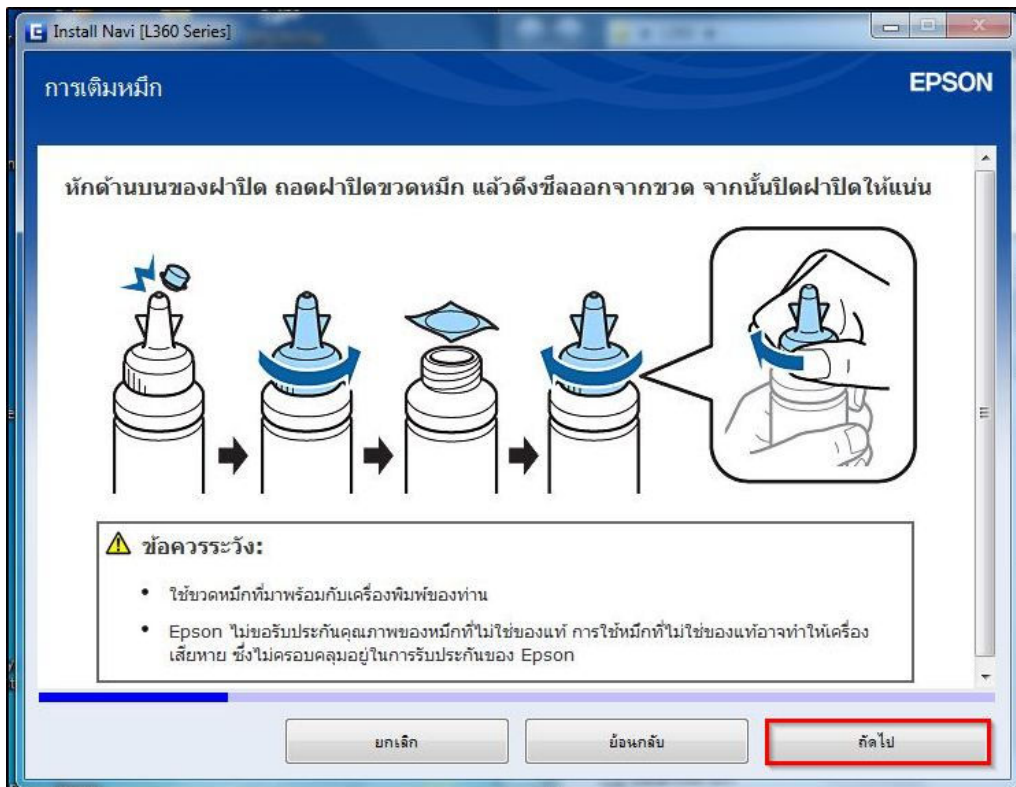 Install Navi [L360 Series]
การเติมหมึก
EPSON
หักด้านบนของฝาปิด ถอดฝาปิดขวดหมึก แล้วดึงซีลออกจากขวด จากนั้นปิดฝาปิดให้แน่น
ข้อควรระวัง:
• ใช้ขวดหมึกที่มาพร้อมกับเครื่องพิมพ์ของท่าน
• Epson ไม่ขอรับประกันคุณภาพของหมึกที่ไม่ใช่ของแท้ การใช้หมึกที่ไม่ใช่ของแท้อาจทำให้เครื่อง
เสียหาย ซึ่งไม่ครอบคลุมอยู่ในการรับประกันของ Epson
ยกเลิก
ย้อนกลับ
ถัดไป